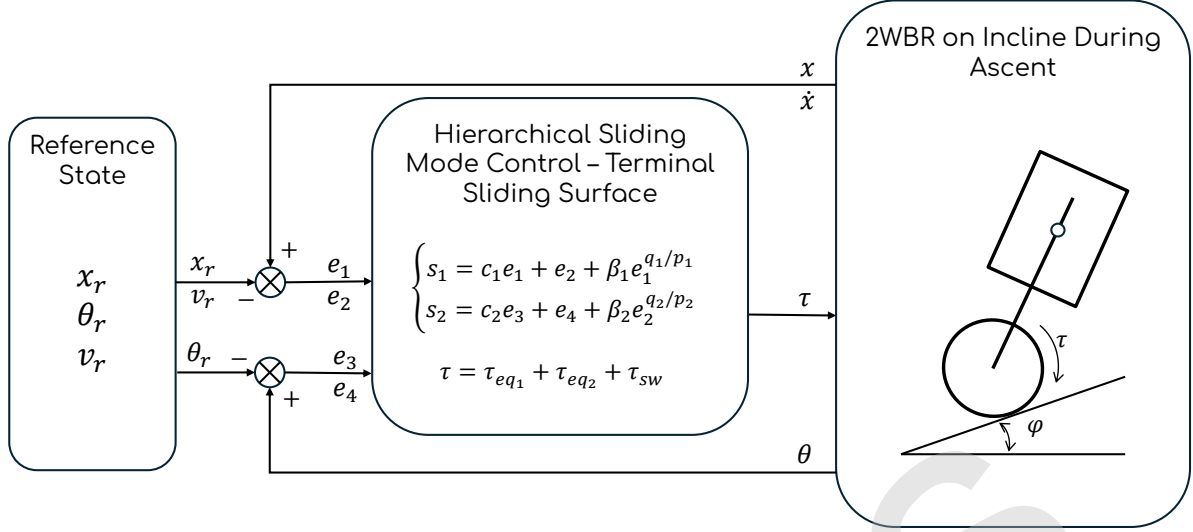 2WBR on Incline During
Ascent
x
ẋ
Reference
State
x_r
θ_r
v_r
Hierarchical Sliding
Mode Control – Terminal
Sliding Surface
s_1 = c_1e_1 + e_2 + β_1e_1^{q_1/p_1}
s_2 = c_2e_3 + e_4 + β_2e_2^{q_2/p_2}
τ = τ_{eq_1} + τ_{eq_2} + τ_{sw}
x_r
v_r
+
−
e_1
e_2
θ_r
−
+
e_3
e_4
τ
τ
φ
θ